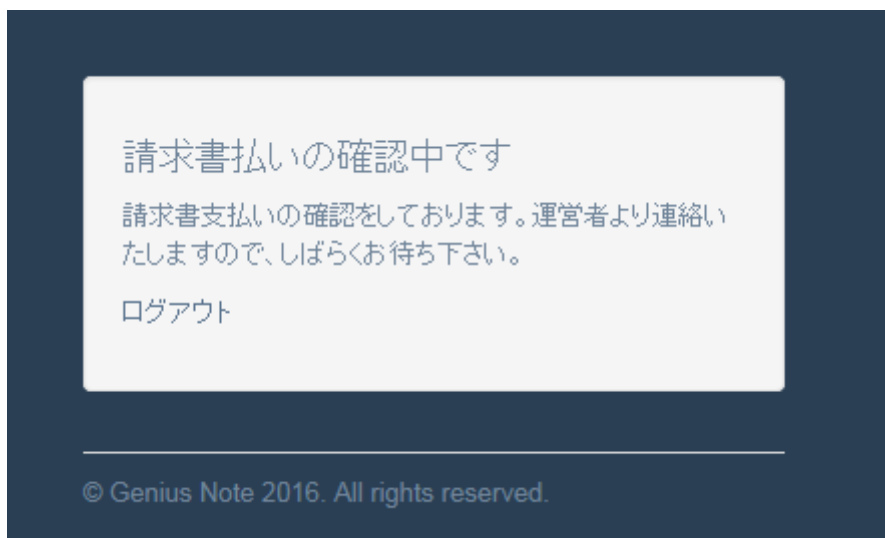 請求書払いの確認中です
請求書支払いの確認をしております。運営者より連絡い
たしますので、しばらくお待ち下さい。
ログアウト
© Genius Note 2016. All rights reserved.